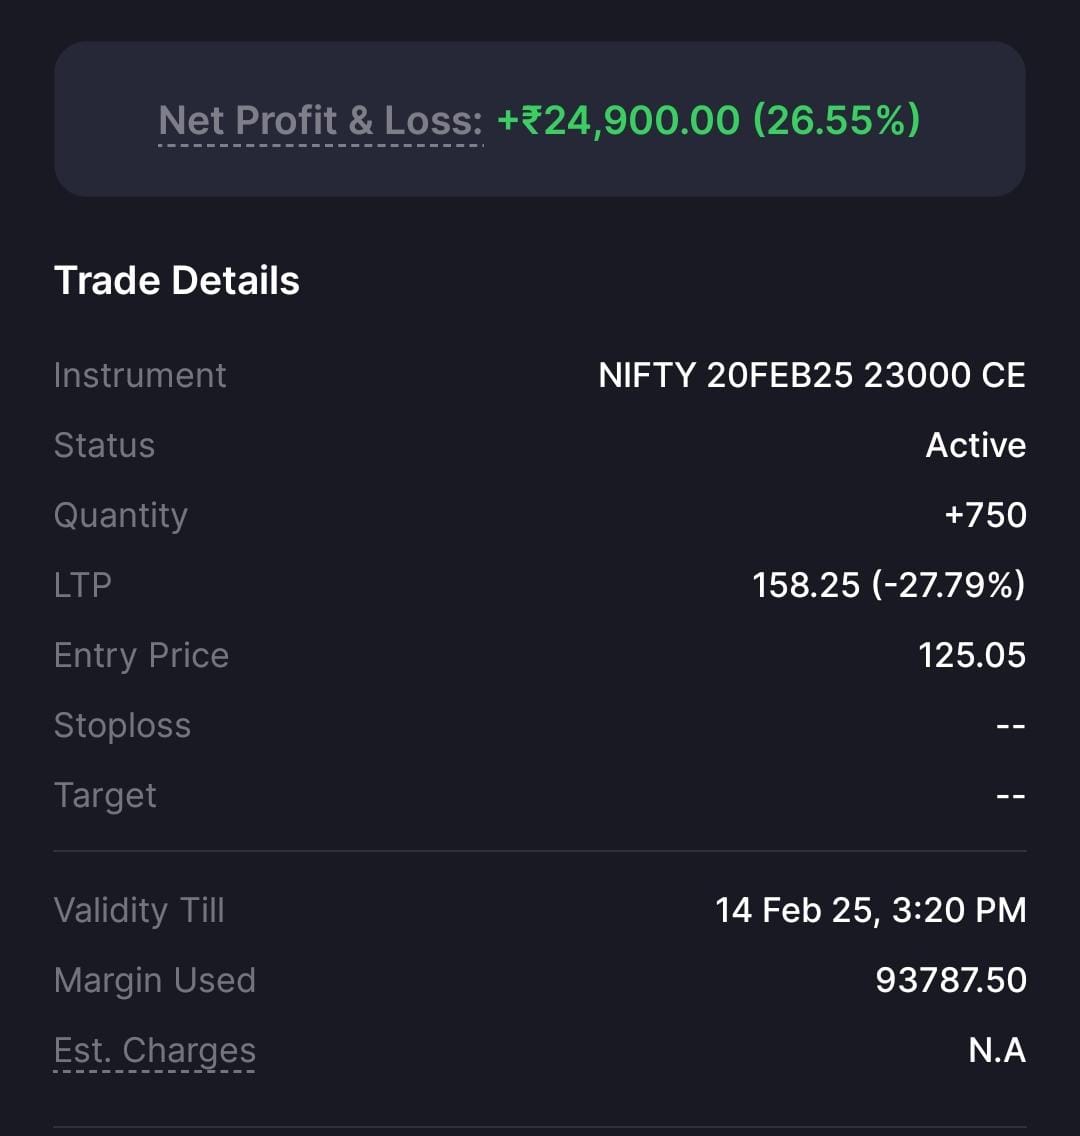 Net Profit & Loss: +₹24,900.00 (26.55%)
Trade Details
Instrument NIFTY 20FEB25 23000 CE
Status Active
Quantity +750
LTP 158.25 (-27.79%)
Entry Price 125.05
Stoploss --
Target --
Validity Till 14 Feb 25, 3:20 PM
Margin Used 93787.50
Est. Charges N.A